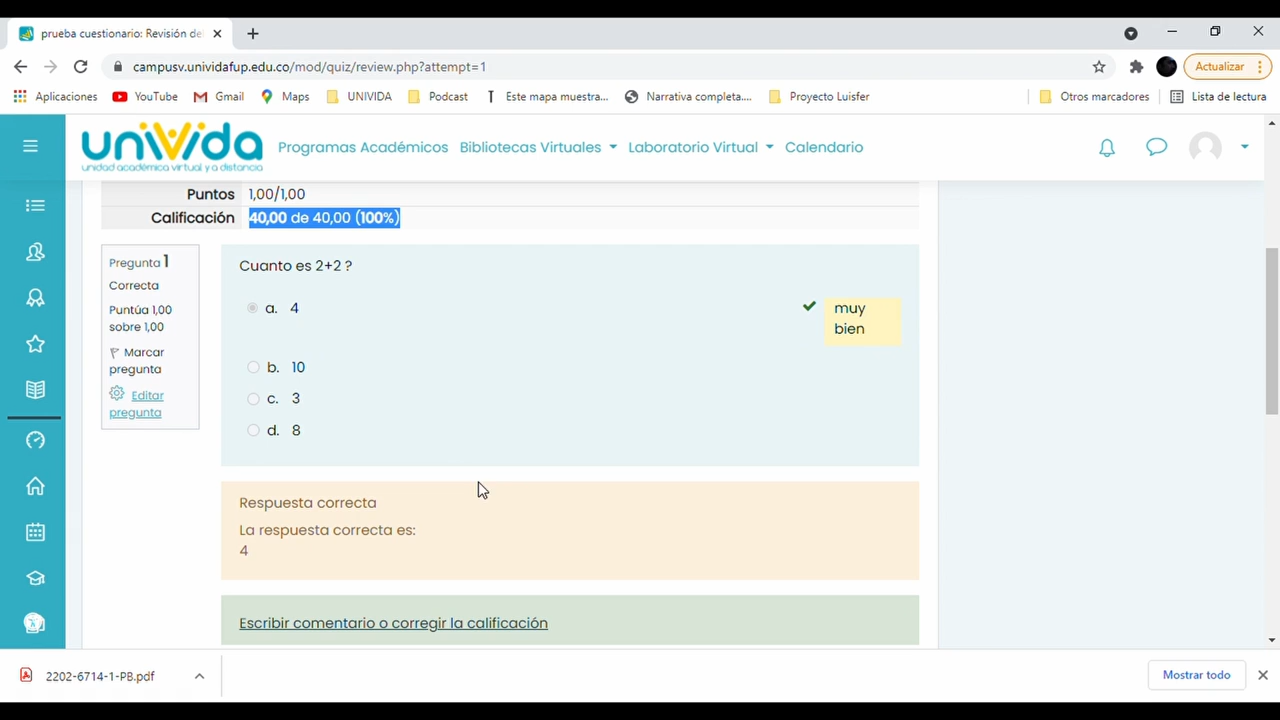 prueba cuestionario: Revisión de
campusv.unividafup.edu.co/mod/quiz/review.php?attempt=1
Actualizar
Aplicaciones YouTube Gmail Maps UNIVIDA Podcast Este mapa muestra... Narrativa completa.... Proyecto Luisfer Otros marcadores Lista de lectura
univida
unidad académica virtual y a distancia
Programas Académicos Bibliotecas Virtuales Laboratorio Virtual Calendario
Puntos 1,00/1,00
Calificación 40,00 de 40,00 (100%)
Pregunta 1
Correcta
Puntúa 1,00
sobre 1,00
Marcar
pregunta
Editar
pregunta
Cuanto es 2+2 ?
a. 4
muy
bien
b. 10
c. 3
d. 8
Respuesta correcta
La respuesta correcta es:
4
Escribir comentario o corregir la calificación
2202-6714-1-PB.pdf
Mostrar todo